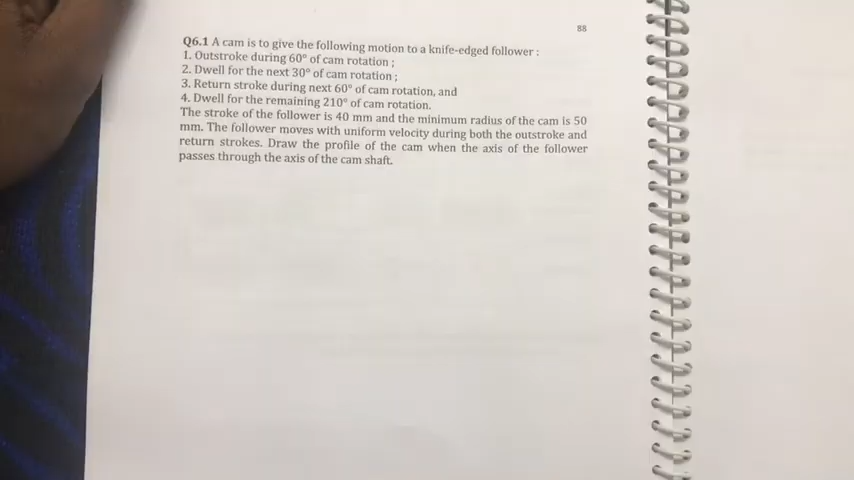 88
Q6.1 A cam is to give the following motion to a knife-edged follower :
1. Outstroke during 60° of cam rotation ;
2. Dwell for the next 30° of cam rotation ;
3. Return stroke during next 60° of cam rotation, and
4. Dwell for the remaining 210° of cam rotation.
The stroke of the follower is 40 mm and the minimum radius of the cam is 50
mm. The follower moves with uniform velocity during both the outstroke and
return strokes. Draw the profile of the cam when the axis of the follower
passes through the axis of the cam shaft.